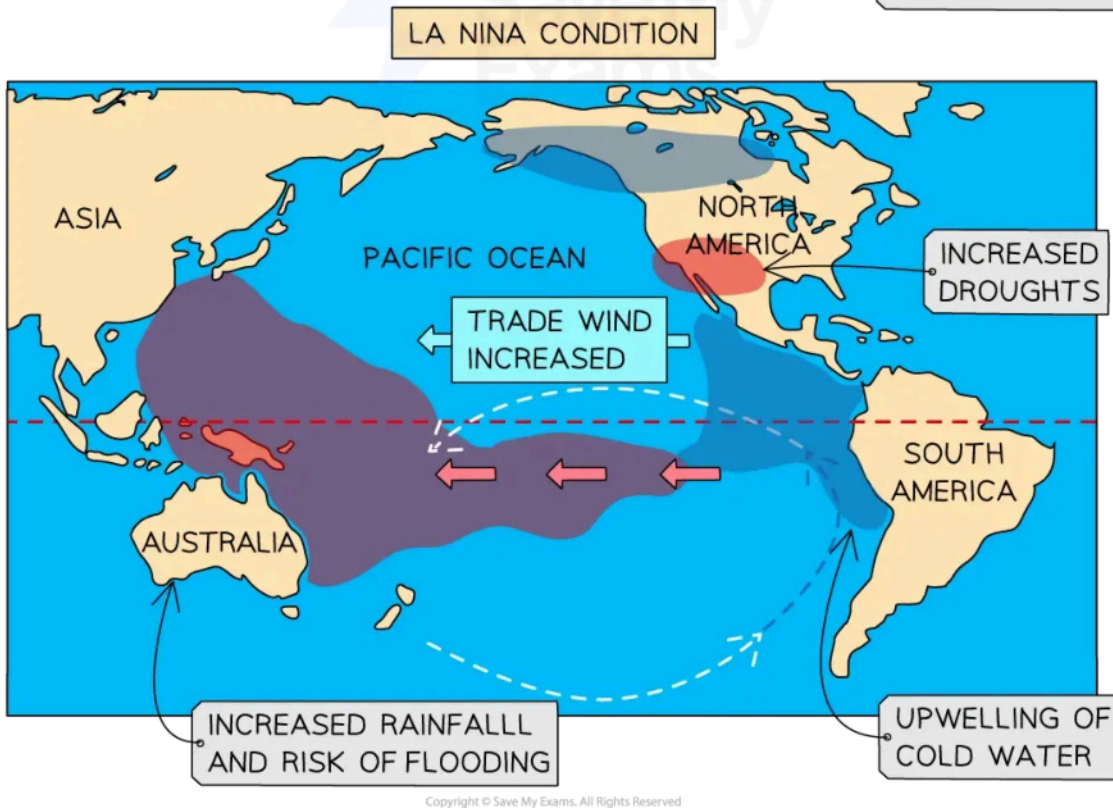 LA NINA CONDITION
ASIA
PACIFIC OCEAN
NORTH
AMERICA
INCREASED
DROUGHTS
TRADE WIND
INCREASED
SOUTH
AMERICA
AUSTRALIA
INCREASED RAINFALLL
AND RISK OF FLOODING
UPWELLING OF
COLD WATER
Copyright © Save My Exams. All Rights Reserved